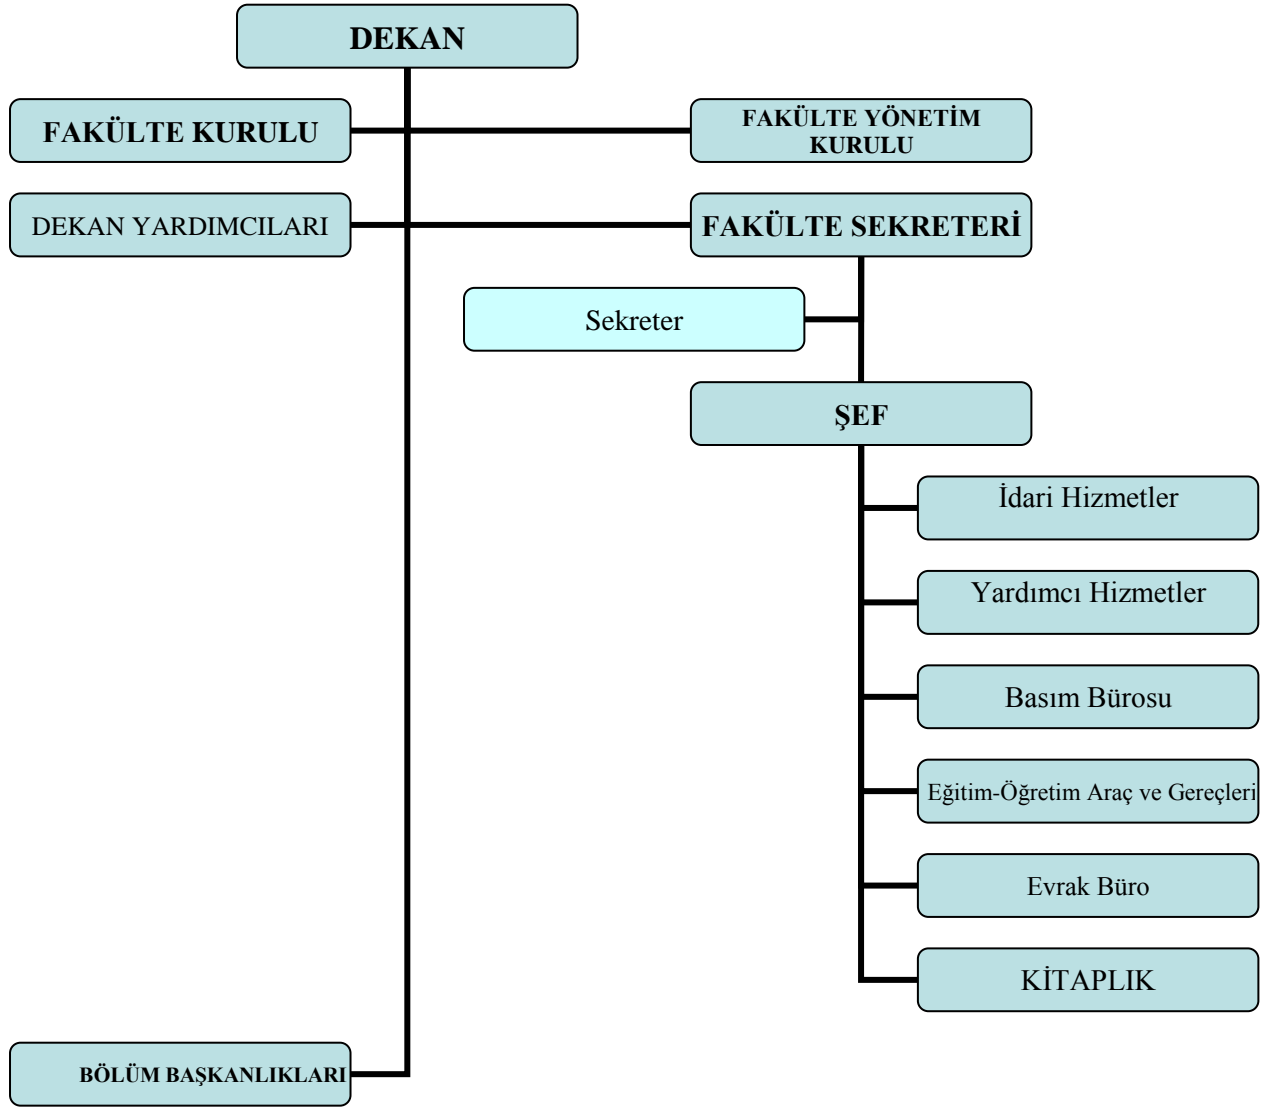 DEKAN
FAKÜLTE KURULU
FAKÜLTE YÖNETİM
KURULU
DEKAN YARDIMCILARI
FAKÜLTE SEKRETERİ
Sekreter
ŞEF
İdari Hizmetler
Yardımcı Hizmetler
Basım Bürosu
Eğitim-Öğretim Araç ve Gereçleri
Evrak Büro
KİTAPLIK
BÖLÜM BAŞKANLIKLARI